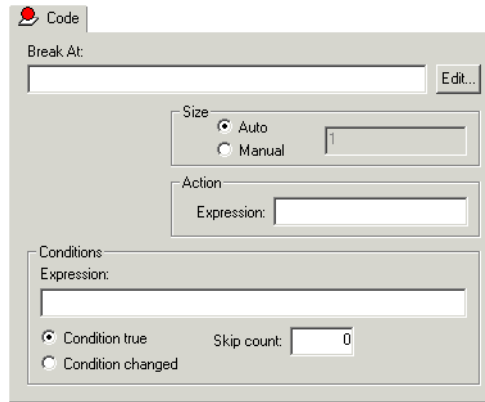 Code
Break At:
Edit...
Size
Auto
Manual
1
Action
Expression:
Conditions
Expression:
Condition true
Skip count: 0
Condition changed